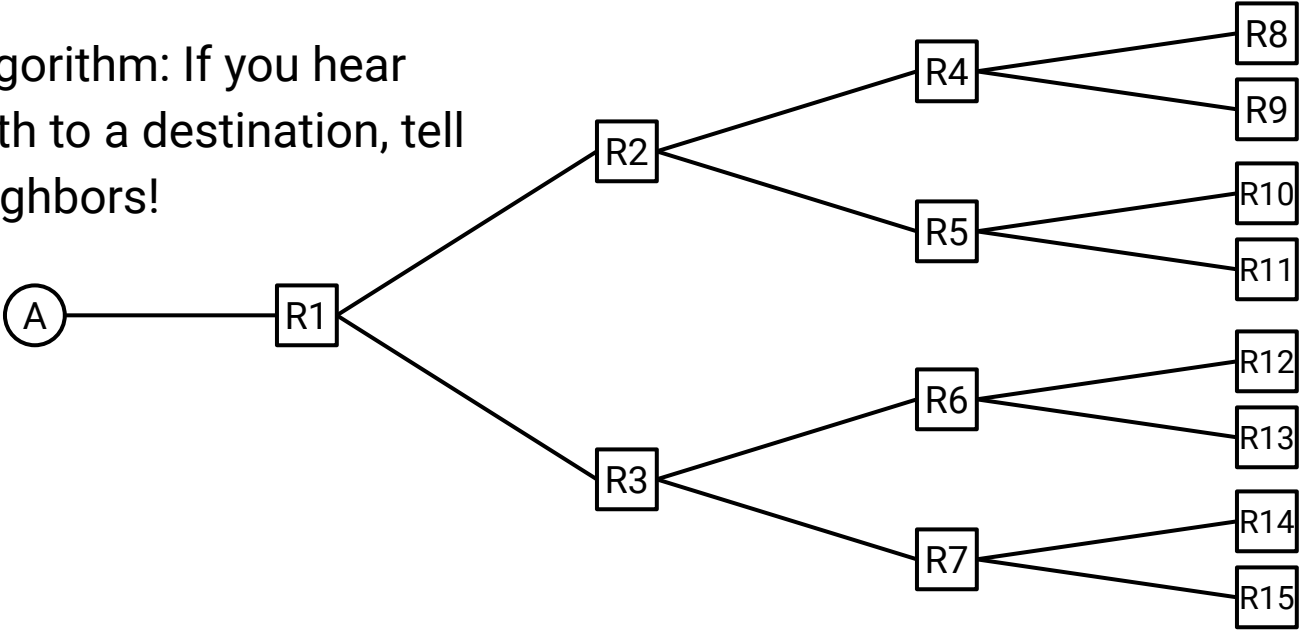 gorithm: If you hear
th to a destination, tell
ghbors!
A
R1
R2
R3
R4
R5
R6
R7
R8
R9
R10
R11
R12
R13
R14
R15